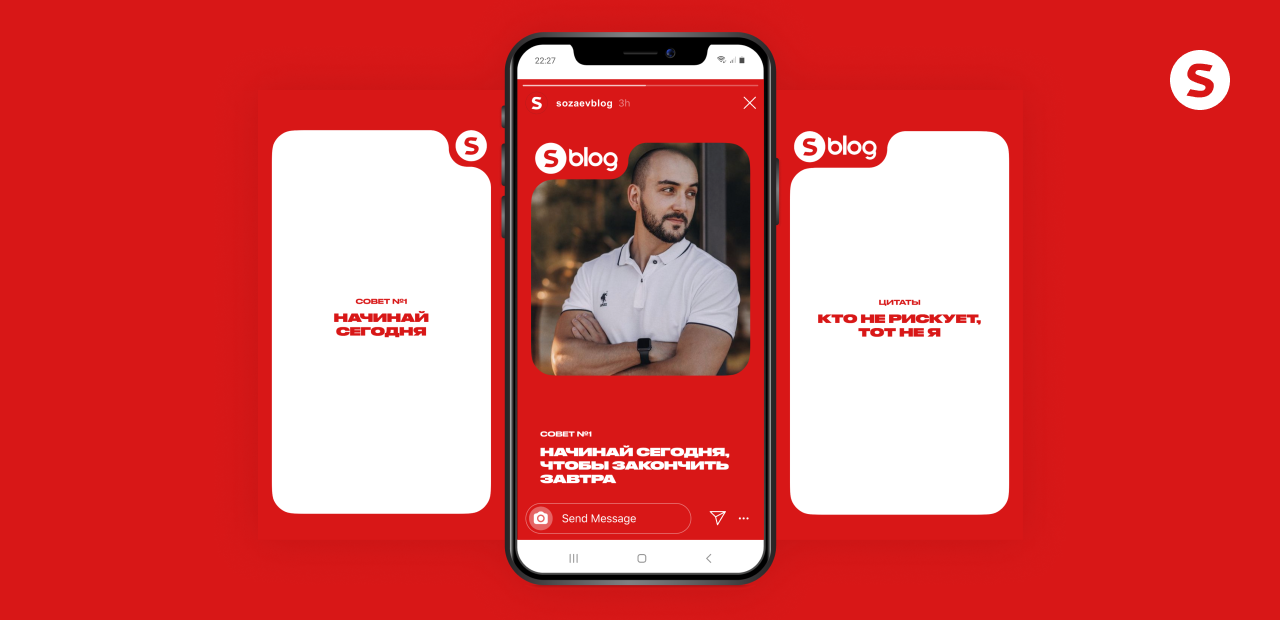 S
СОВЕТ №1
НАЧИНАЙ
СЕГОДНЯ
22:27
S sozaevblog 3h
S blog
СОВЕТ №1
НАЧИНАЙ СЕГОДНЯ,
ЧТОБЫ ЗАКОНЧИТЬ
ЗАВТРА
Send Message
S blog
ЦИТАТЫ
КТО НЕ РИСКУЕТ,
ТОТ НЕ Я
S